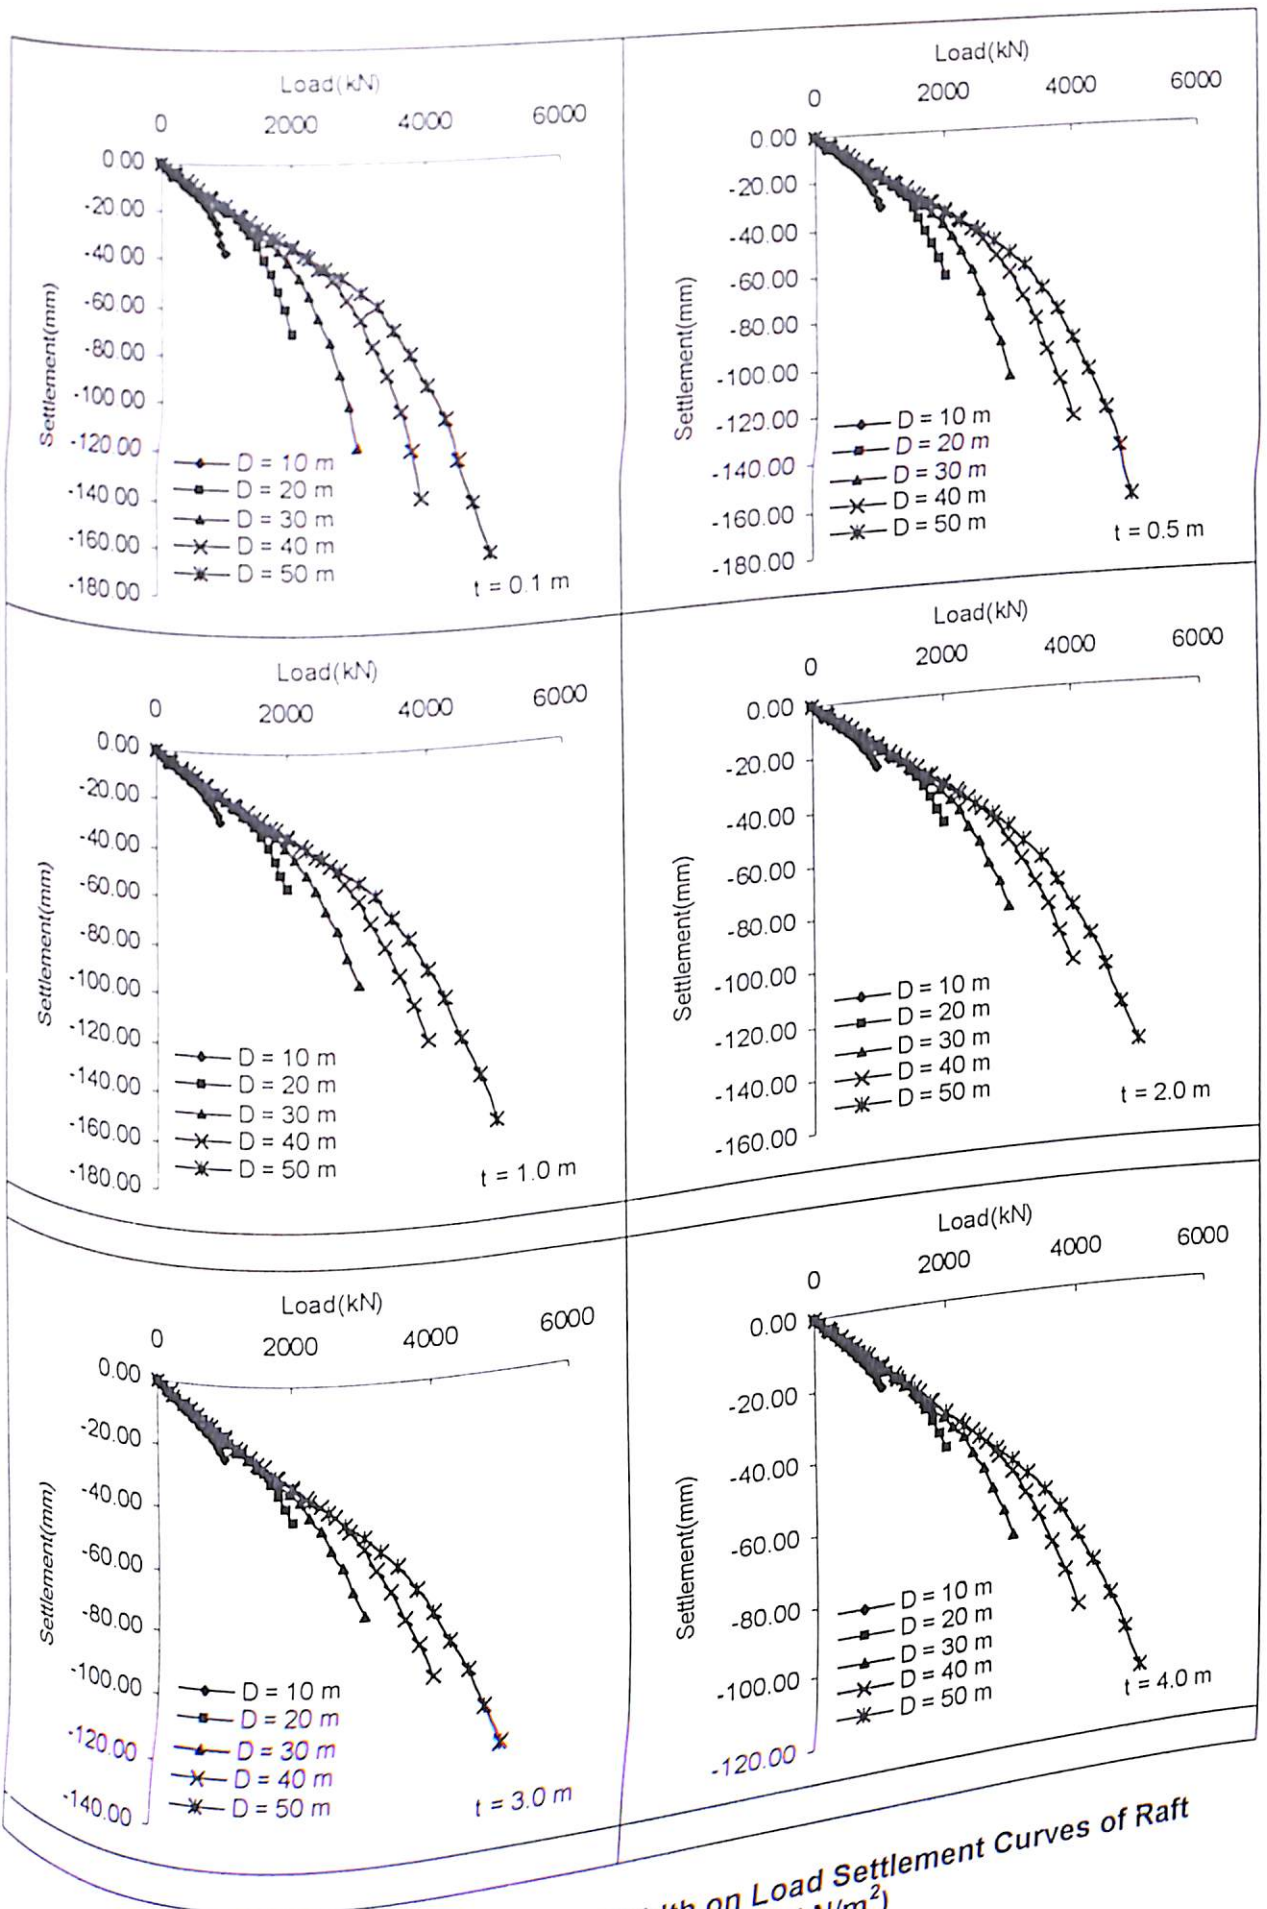 Load(kN)
0 2000 4000 6000
0.00
-20.00
-40.00
-60.00
-80.00
-100.00
-120.00
-140.00
-160.00
-180.00
Settlement(mm)
D = 10 m
D = 20 m
D = 30 m
D = 40 m
D = 50 m
t = 0.1 m
Load(kN)
0 2000 4000 6000
0.00
-20.00
-40.00
-60.00
-80.00
-100.00
-120.00
-140.00
-160.00
-180.00
Settlement(mm)
D = 10 m
D = 20 m
D = 30 m
D = 40 m
D = 50 m
t = 0.5 m
Load(kN)
0 2000 4000 6000
0.00
-20.00
-40.00
-60.00
-80.00
-100.00
-120.00
-140.00
-160.00
-180.00
Settlement(mm)
D = 10 m
D = 20 m
D = 30 m
D = 40 m
D = 50 m
t = 1.0 m
Load(kN)
0 2000 4000 6000
0.00
-20.00
-40.00
-60.00
-80.00
-100.00
-120.00
-140.00
-160.00
Settlement(mm)
D = 10 m
D = 20 m
D = 30 m
D = 40 m
D = 50 m
t = 2.0 m
Load(kN)
0 2000 4000 6000
0.00
-20.00
-40.00
-60.00
-80.00
-100.00
-120.00
-140.00
Settlement(mm)
D = 10 m
D = 20 m
D = 30 m
D = 40 m
D = 50 m
t = 3.0 m
Load(kN)
0 2000 4000 6000
0.00
-20.00
-40.00
-60.00
-80.00
-100.00
-120.00
Settlement(mm)
D = 10 m
D = 20 m
D = 30 m
D = 40 m
D = 50 m
t = 4.0 m
on Load Settlement Curves of Raft